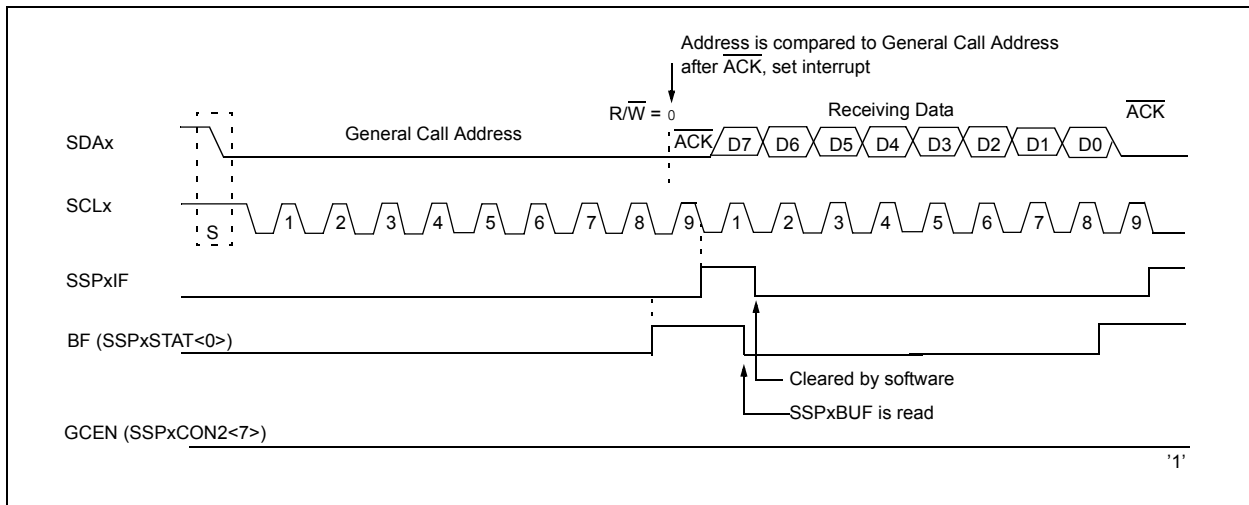 Address is compared to General Call Address
after ACK, set interrupt
R/W = 0
Receiving Data
ACK
SDAx
General Call Address
ACK
D7 D6 D5 D4 D3 D2 D1 D0
SCLx
S
1 2 3 4 5 6 7 8 9 1 2 3 4 5 6 7 8 9
SSPxIF
BF (SSPxSTAT<0>)
Cleared by software
SSPxBUF is read
GCEN (SSPxCON2<7>)
'1'